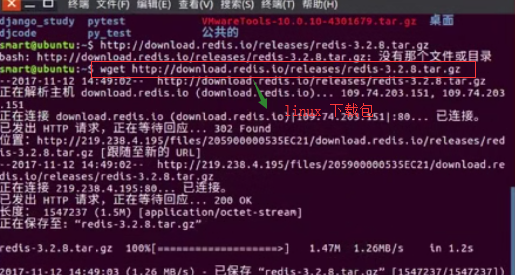 终端 文件(F) 编辑(E) 查看(V) 搜索(S) 终端(T) 帮助(H)
django_study pytest VMwareTools-10.0.10-4301679.tar.gz 桌面
djcode py_test 公共的
smart@ubuntu:~$ http://download.redis.io/releases/redis-3.2.8.tar.gz
bash: http://download.redis.io/releases/redis-3.2.8.tar.gz: 没有那个文件或目录
smart@ubuntu:~$ wget http://download.redis.io/releases/redis-3.2.8.tar.gz
--2017-11-12 14:49:02-- http://download.redis.io/releases/redis-3.2.8.tar.gz
正在解析主机 download.redis.io (download.redis.io)... 109.74.203.151, 109.74.203
.151
linux 下载包
正在连接 download.redis.io (download.redis.io)|109.74.203.151|:80... 已连接。
已发出 HTTP 请求，正在等待回应... 302 Found
位置：http://219.238.4.195/files/205900000535EC21/download.redis.io/releases/red
is-3.2.8.tar.gz [跟随至新的 URL]
--2017-11-12 14:49:02-- http://219.238.4.195/files/205900000535EC21/download.re
dis.io/releases/redis-3.2.8.tar.gz
正在连接 219.238.4.195:80... 已连接。
已发出 HTTP 请求，正在等待回应... 200 OK
长度： 1547237 (1.5M) [application/octet-stream]
正在保存至: “redis-3.2.8.tar.gz”
redis-3.2.8.tar.gz 100%[===================>] 1.47M 1.26MB/s in 1.2s
2017-11-12 14:49:03 (1.26 MB/s) - 已保存 “redis-3.2.8.tar.gz” [1547237/1547237])